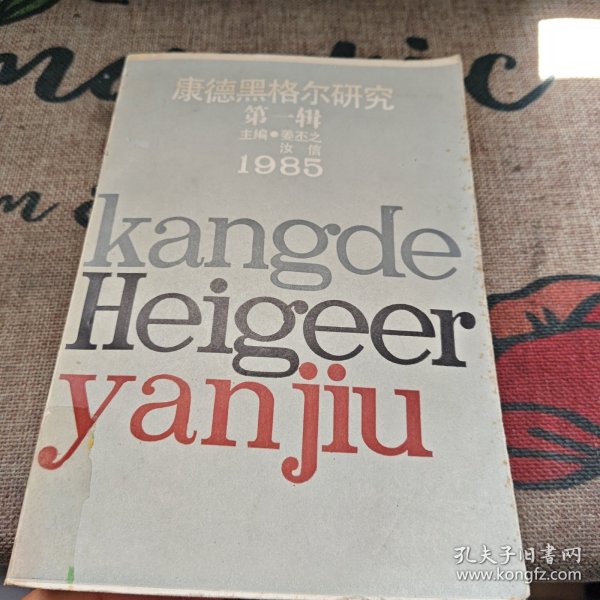 康德黑格尔研究
第一辑
主编●姜丕之
汝信
1985
kangde
Heigeer
yanjiu
孔夫子旧书网
www.kongfz.com